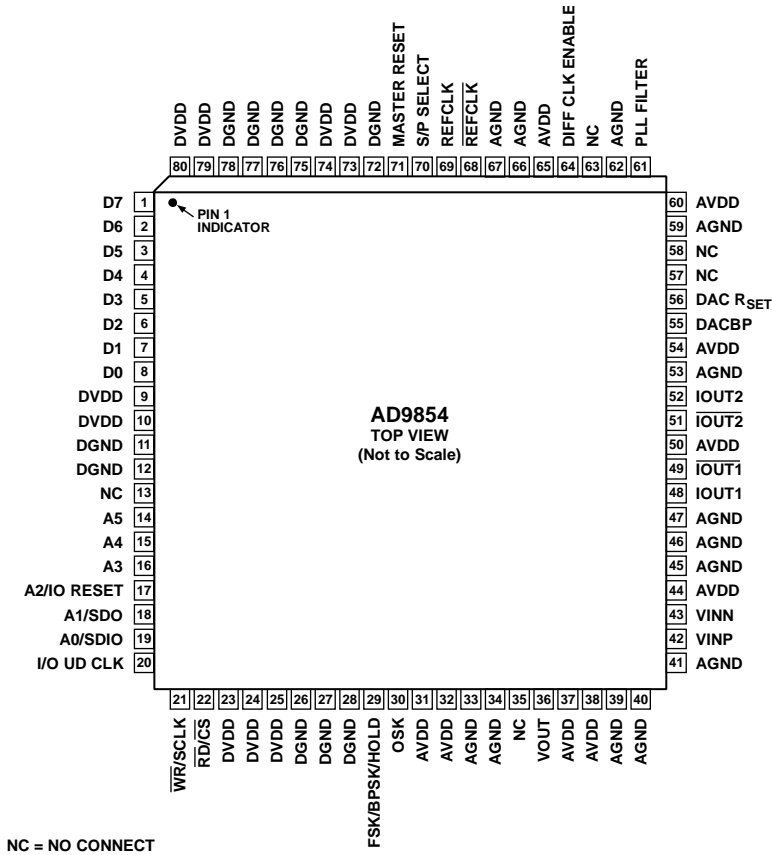 DVDD
DVDD
DGND
DGND
DGND
DGND
DVDD
DVDD
DGND
MASTER RESET
S/P SELECT
REFCLK
REFCLK
AGND
AGND
AVDD
DIFF CLK ENABLE
NC
AGND
PLL FILTER
80 79 78 77 76 75 74 73 72 71 70 69 68 67 66 65 64 63 62 61
D7 1
D6 2
D5 3
D4 4
D3 5
D2 6
D1 7
D0 8
DVDD 9
DVDD 10
DGND 11
DGND 12
NC 13
A5 14
A4 15
A3 16
A2/IO RESET 17
A1/SDO 18
A0/SDIO 19
I/O UD CLK 20
PIN 1
INDICATOR
AD9854
TOP VIEW
(Not to Scale)
60 AVDD
59 AGND
58 NC
57 NC
56 DAC RSET
55 DACBP
54 AVDD
53 AGND
52 IOUT2
51 IOUT2
50 AVDD
49 IOUT1
48 IOUT1
47 AGND
46 AGND
45 AGND
44 AVDD
43 VINN
42 VINP
41 AGND
21 22 23 24 25 26 27 28 29 30 31 32 33 34 35 36 37 38 39 40
WR/SCLK
RD/CS
DVDD
DVDD
DVDD
DGND
DGND
DGND
FSK/BPSK/HOLD
OSK
AVDD
AVDD
AGND
AGND
NC
VOUT
AVDD
AVDD
AGND
AGND
NC = NO CONNECT